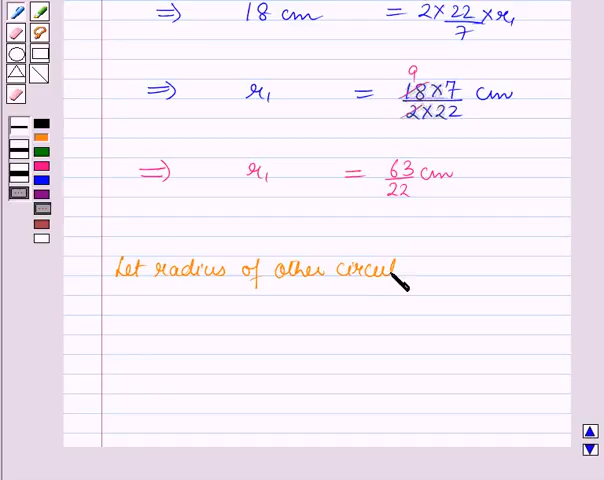 ⇒ 18 cm = 2 × 22/7 × r₁
⇒ r₁ = 9 18×7/2×22 cm
⇒ r₁ = 63/22 cm
Let radius of other circul